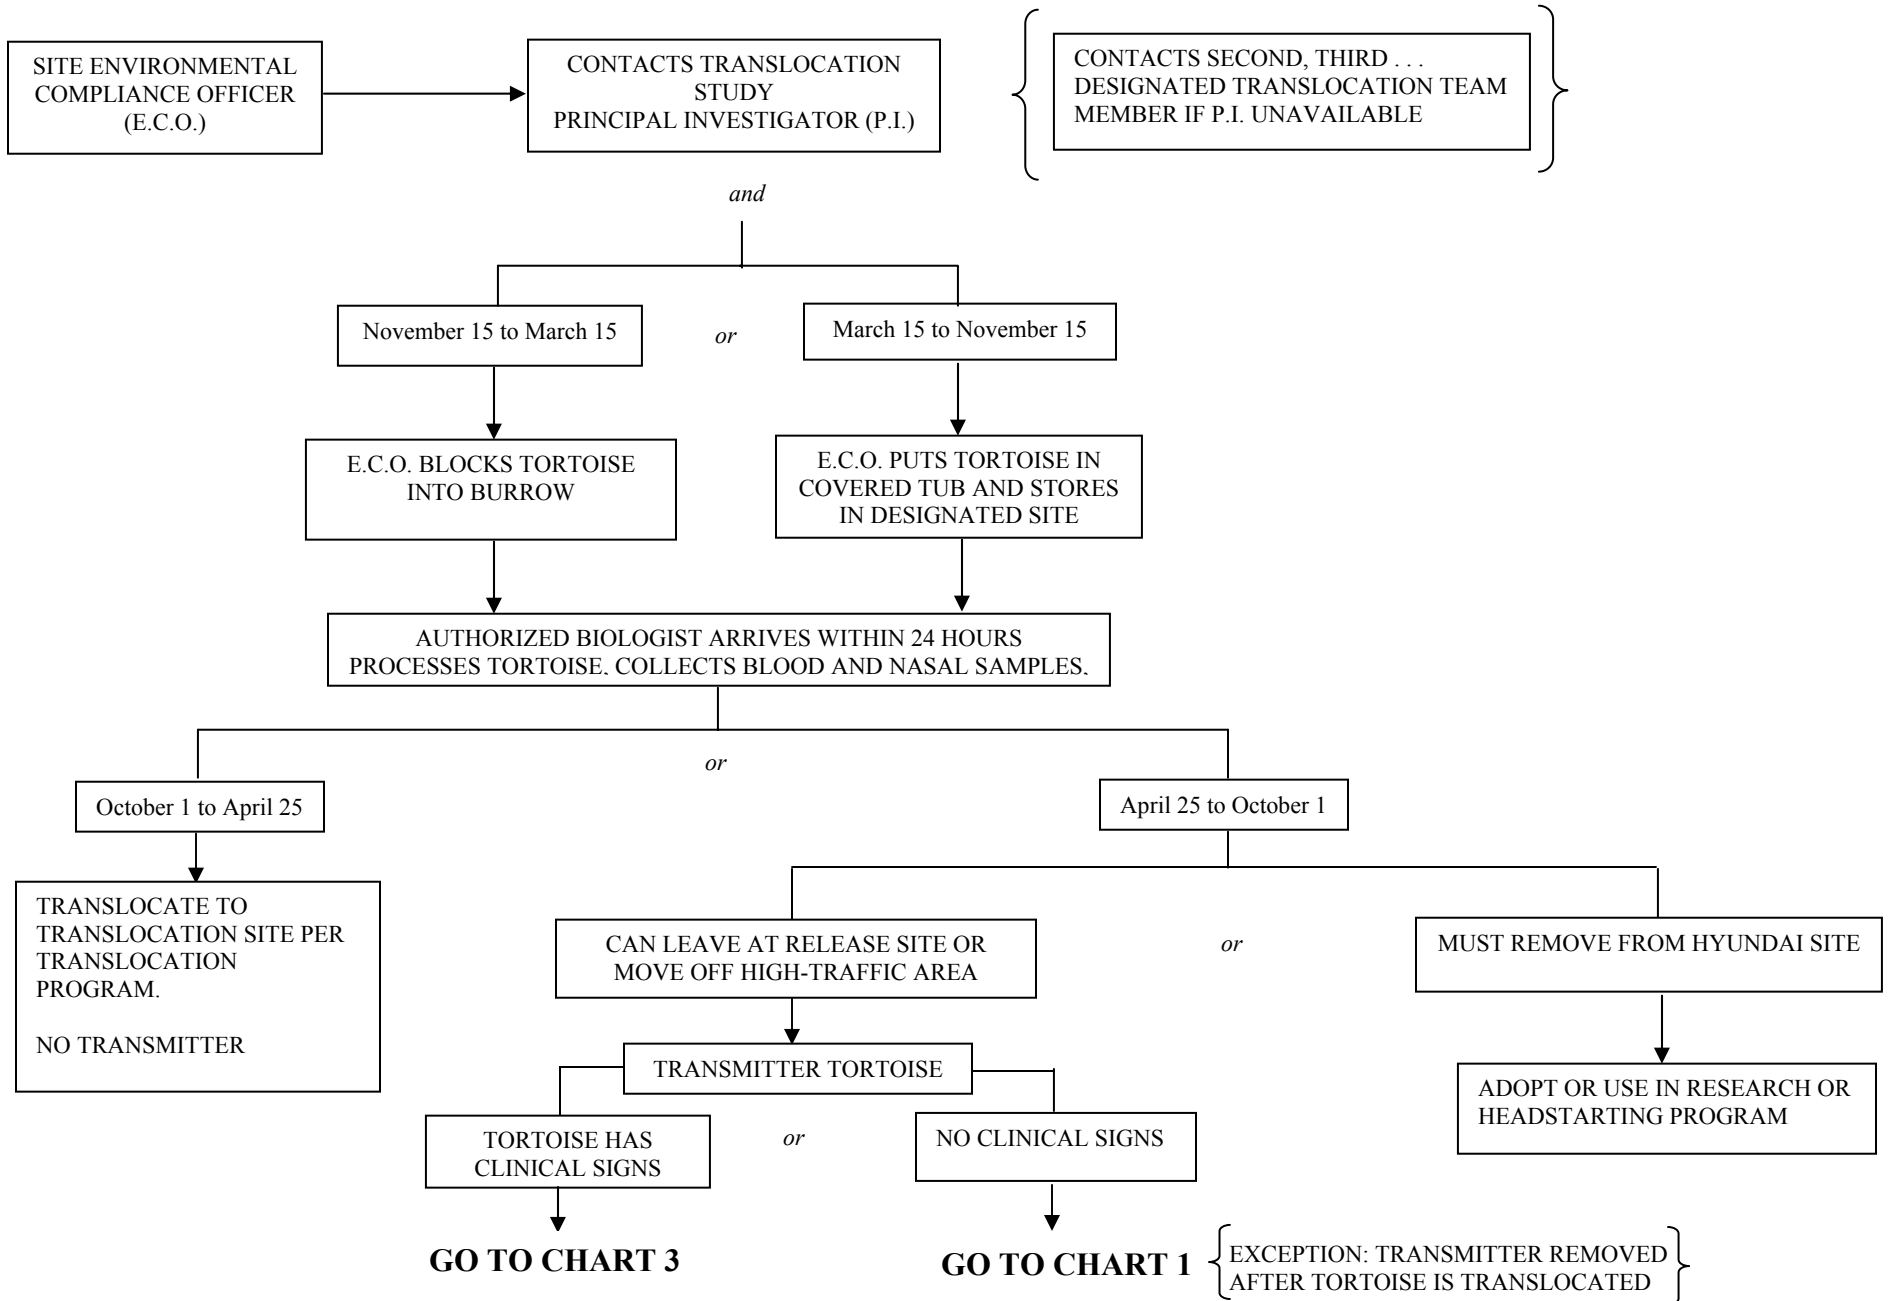 SITE ENVIRONMENTAL
COMPLIANCE OFFICER
(E.C.O.)
CONTACTS TRANSLOCATION
STUDY
PRINCIPAL INVESTIGATOR (P.I.)
CONTACTS SECOND, THIRD . . .
DESIGNATED TRANSLOCATION TEAM
MEMBER IF P.I. UNAVAILABLE
and
November 15 to March 15
or
March 15 to November 15
E.C.O. BLOCKS TORTOISE
INTO BURROW
E.C.O. PUTS TORTOISE IN
COVERED TUB AND STORES
IN DESIGNATED SITE
AUTHORIZED BIOLOGIST ARRIVES WITHIN 24 HOURS
PROCESSES TORTOISE, COLLECTS BLOOD AND NASAL SAMPLES,
or
October 1 to April 25
April 25 to October 1
TRANSLOCATE TO
TRANSLOCATION SITE PER
TRANSLOCATION
PROGRAM.
NO TRANSMITTER
CAN LEAVE AT RELEASE SITE OR
MOVE OFF HIGH-TRAFFIC AREA
or
MUST REMOVE FROM HYUNDAI SITE
TRANSMITTER TORTOISE
ADOPT OR USE IN RESEARCH OR
HEADSTARTING PROGRAM
TORTOISE HAS
CLINICAL SIGNS
or
NO CLINICAL SIGNS
GO TO CHART 3
GO TO CHART 1
EXCEPTION: TRANSMITTER REMOVED
AFTER TORTOISE IS TRANSLOCATED